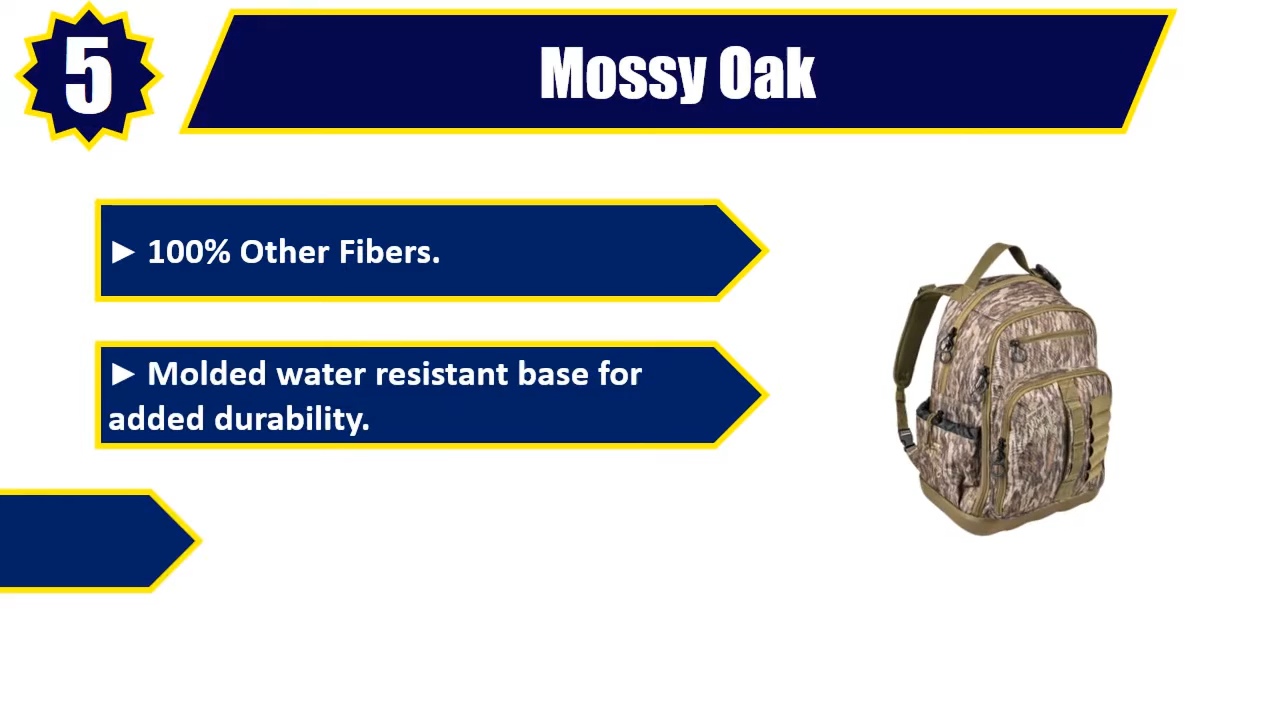 5
Mossy Oak
► 100% Other Fibers.
► Molded water resistant base for
added durability.